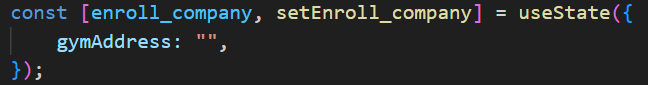 const [enroll_company, setEnroll_company] = useState({
    gymAddress: "",
});